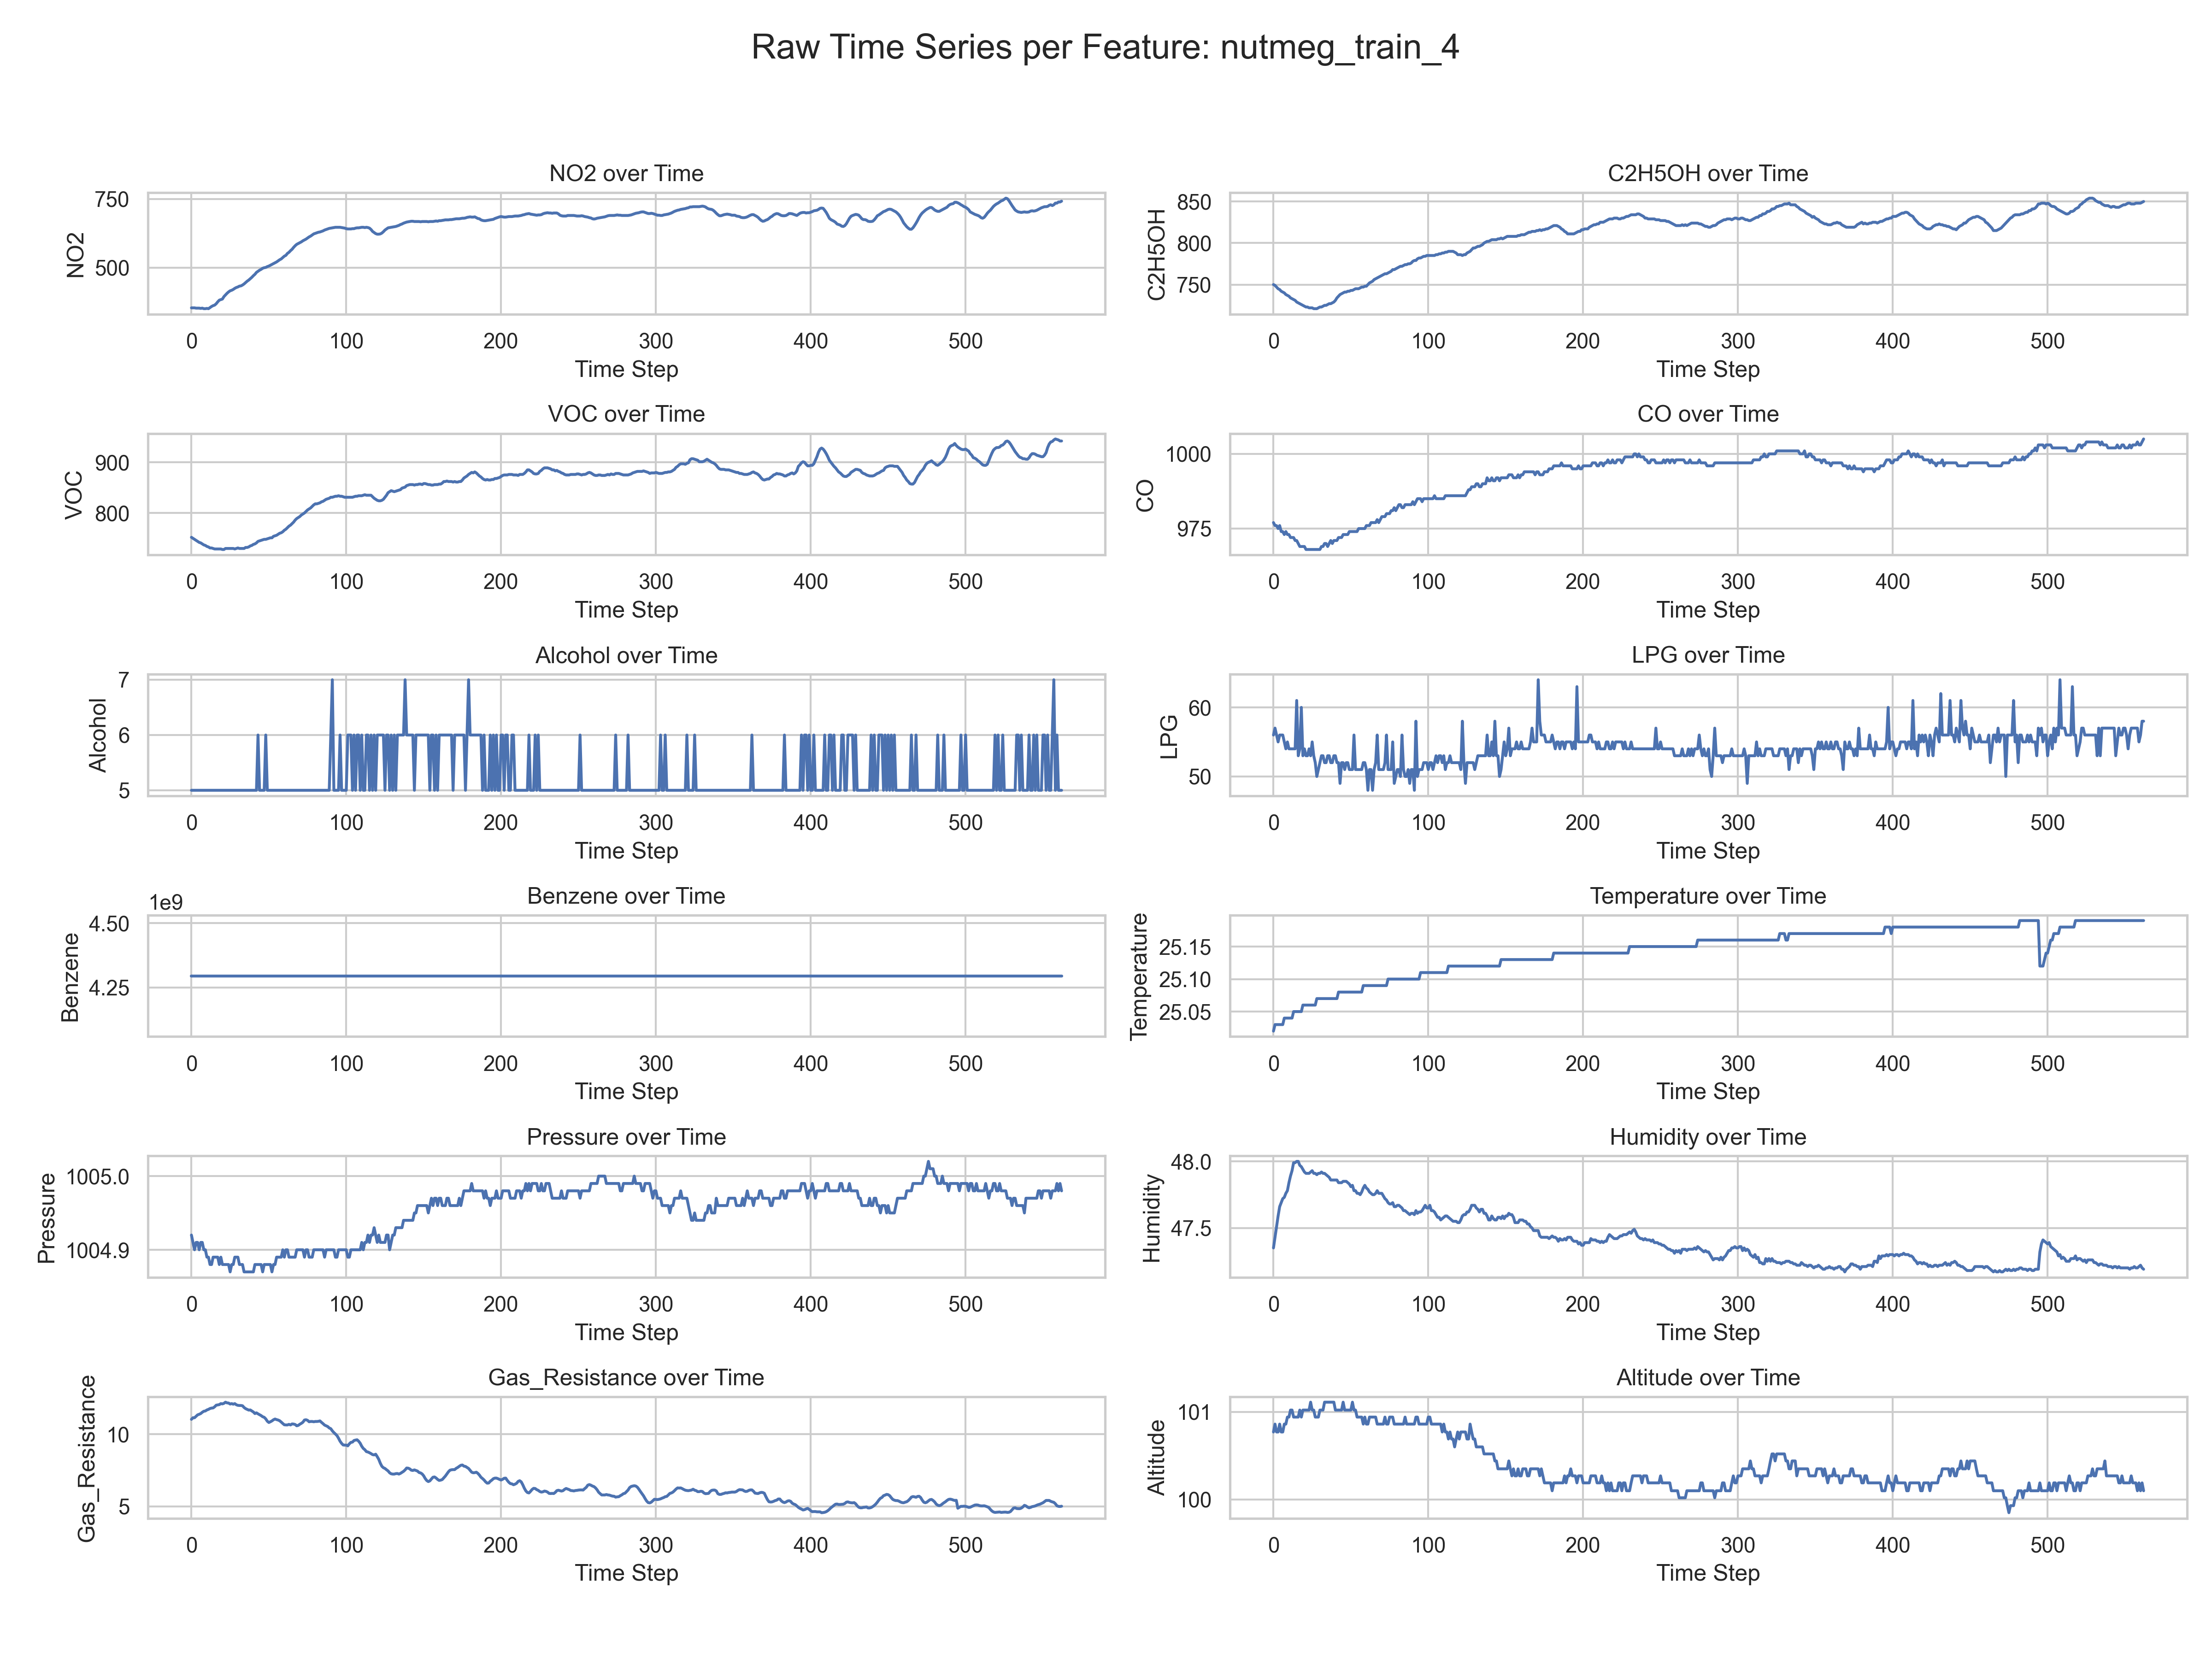 Raw Time Series per Feature: nutmeg_train_4
NO2 over Time
NO2
750
500
0 100 200 300 400 500
Time Step
C2H5OH over Time
C2H5OH
850
800
750
0 100 200 300 400 500
Time Step
VOC over Time
VOC
900
800
0 100 200 300 400 500
Time Step
CO over Time
CO
1000
975
0 100 200 300 400 500
Time Step
Alcohol over Time
Alcohol
7
6
5
0 100 200 300 400 500
Time Step
LPG over Time
LPG
60
50
0 100 200 300 400 500
Time Step
Benzene over Time
1e9
Benzene
4.50
4.25
0 100 200 300 400 500
Time Step
Temperature over Time
Temperature
25.15
25.10
25.05
0 100 200 300 400 500
Time Step
Pressure over Time
Pressure
1005.0
1004.9
0 100 200 300 400 500
Time Step
Humidity over Time
Humidity
48.0
47.5
0 100 200 300 400 500
Time Step
Gas_Resistance over Time
Gas_Resistance
10
5
0 100 200 300 400 500
Time Step
Altitude over Time
Altitude
101
100
0 100 200 300 400 500
Time Step